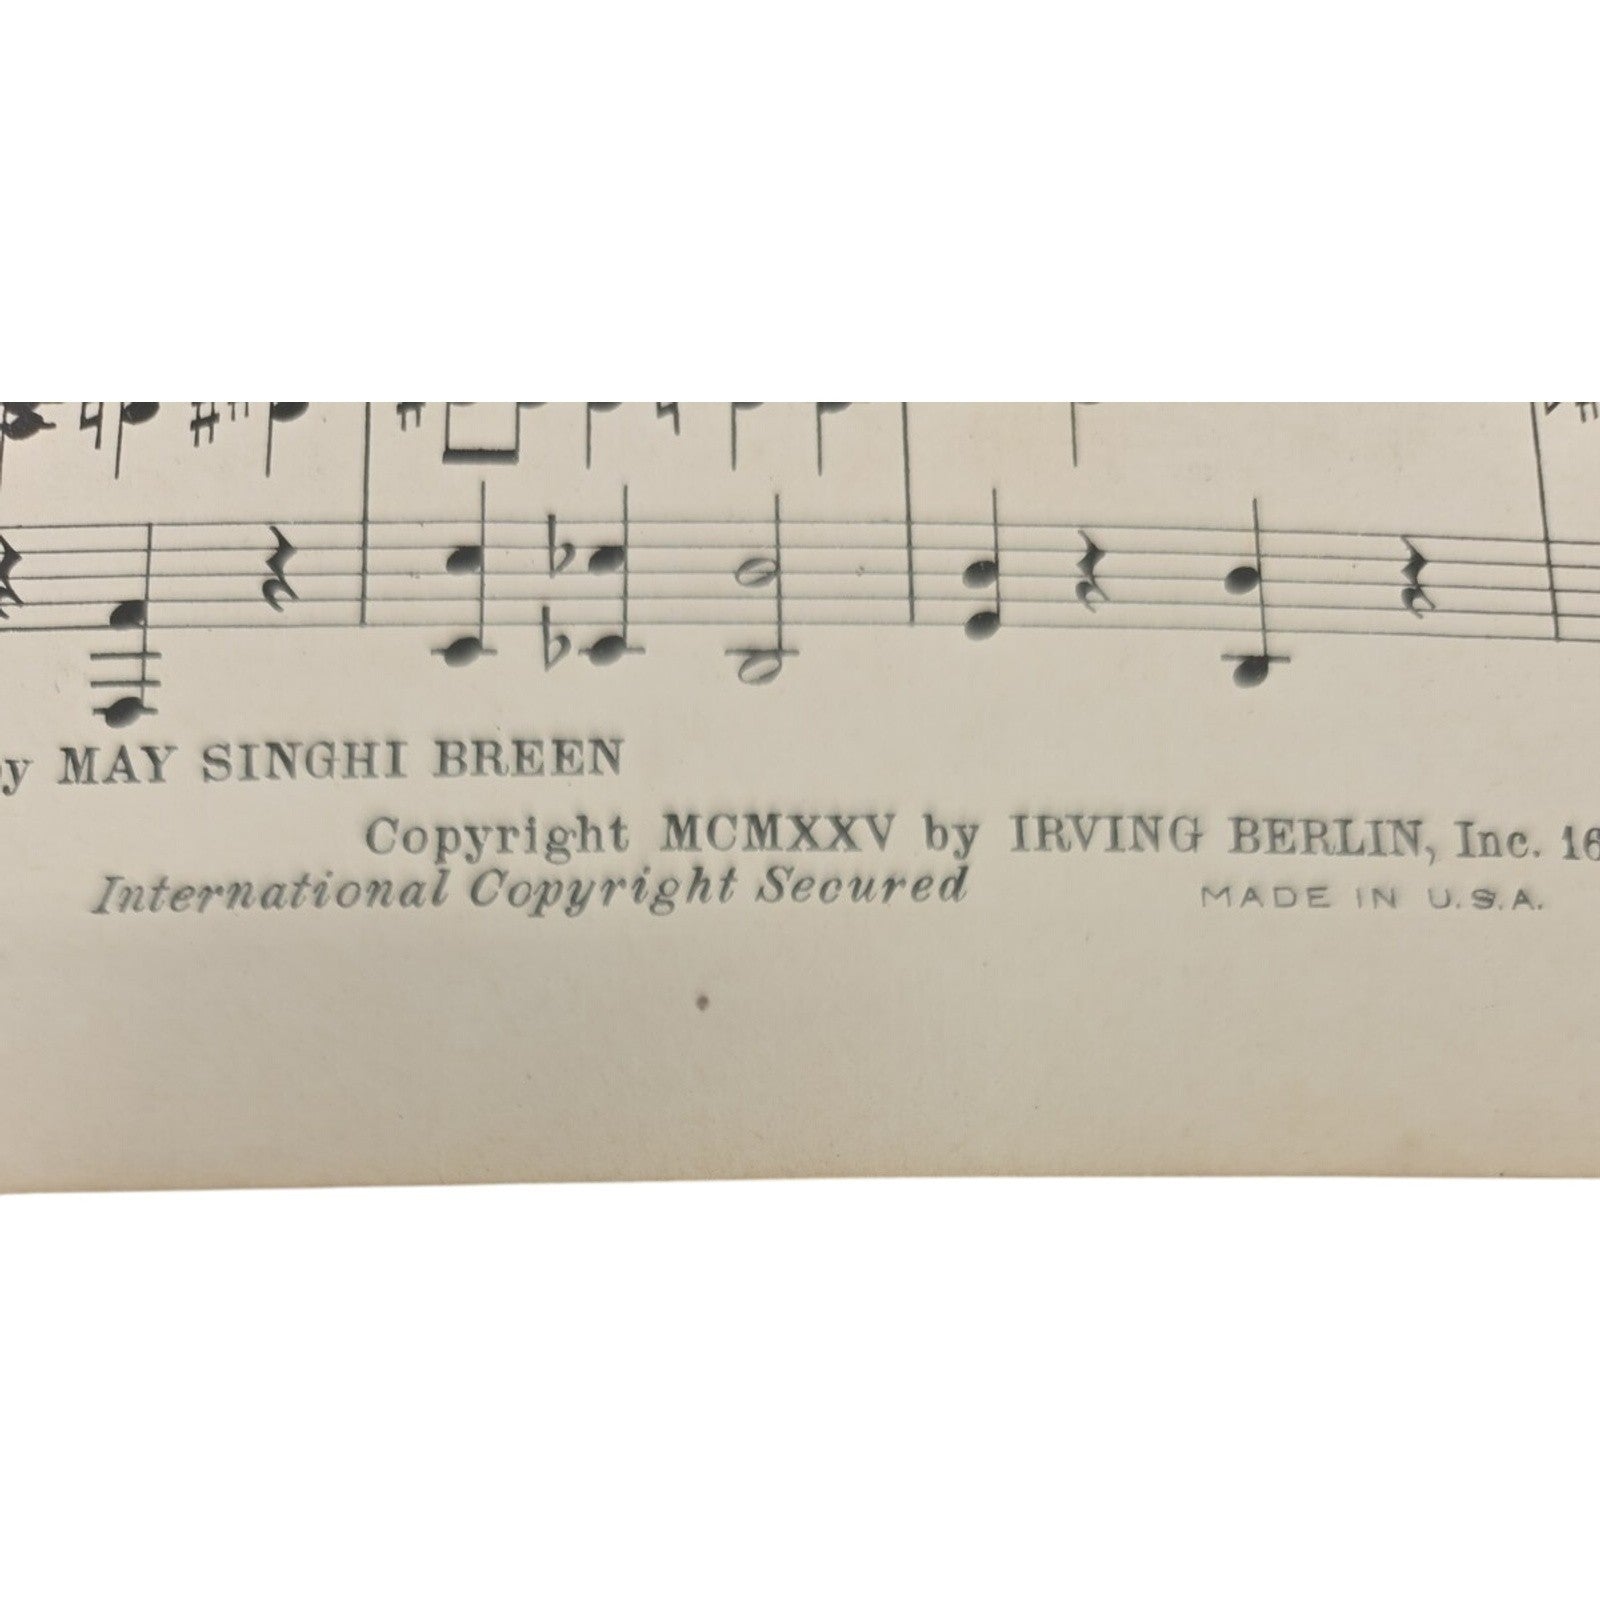 MAY SINGHI BREEN
Copyright MCMXXV by IRVING BERLIN, Inc. 16
International Copyright Secured
MADE IN U.S.A.